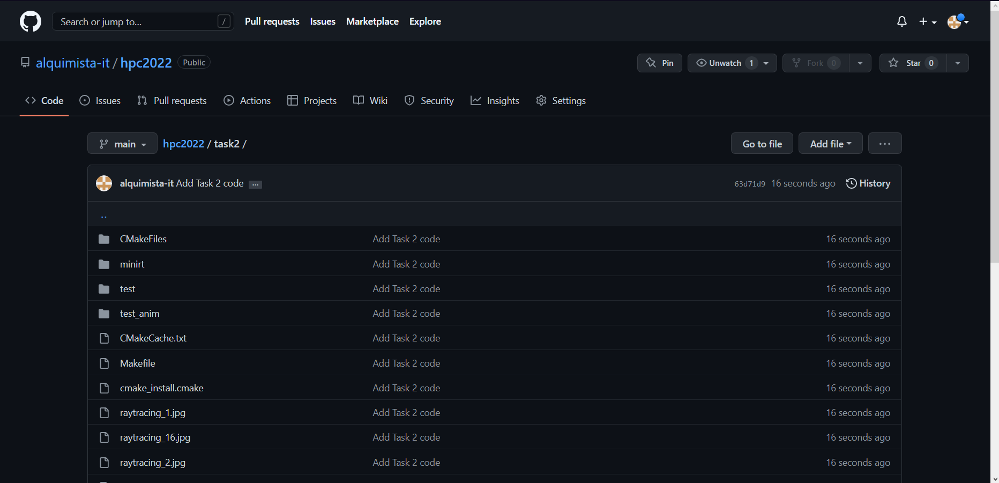 Search or jump to... / Pull requests Issues Marketplace Explore
alquimista-it / hpc2022 Public Pin Unwatch 1 Fork 0 Star 0
Code Issues Pull requests Actions Projects Wiki Security Insights Settings
main hpc2022 / task2 / Go to file Add file ...
alquimista-it Add Task 2 code ... 63d71d9 16 seconds ago History
..
CMakeFiles Add Task 2 code 16 seconds ago
minirt Add Task 2 code 16 seconds ago
test Add Task 2 code 16 seconds ago
test_anim Add Task 2 code 16 seconds ago
CMakeCache.txt Add Task 2 code 16 seconds ago
Makefile Add Task 2 code 16 seconds ago
cmake_install.cmake Add Task 2 code 16 seconds ago
raytracing_1.jpg Add Task 2 code 16 seconds ago
raytracing_16.jpg Add Task 2 code 16 seconds ago
raytracing_2.jpg Add Task 2 code 16 seconds ago